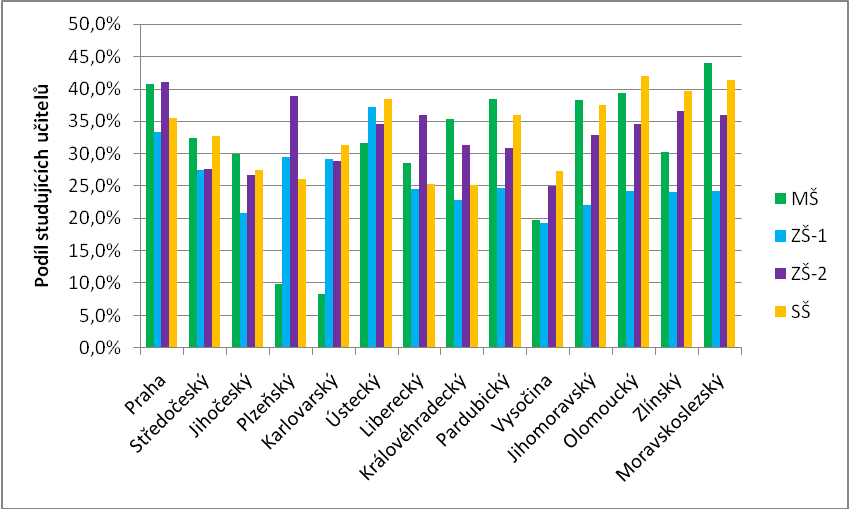 50,0%
45,0%
40,0%
35,0%
30,0%
25,0%
20,0%
15,0%
10,0%
5,0%
0,0%
Podíl studujících učitelů
Praha
Středočeský
Jihočeský
Plzeňský
Karlovarský
Ústecký
Liberecký
Královéhradecký
Pardubický
Vysočina
Jihomoravský
Olomoucký
Zlínský
Moravskoslezský
MŠ
ZŠ-1
ZŠ-2
SŠ